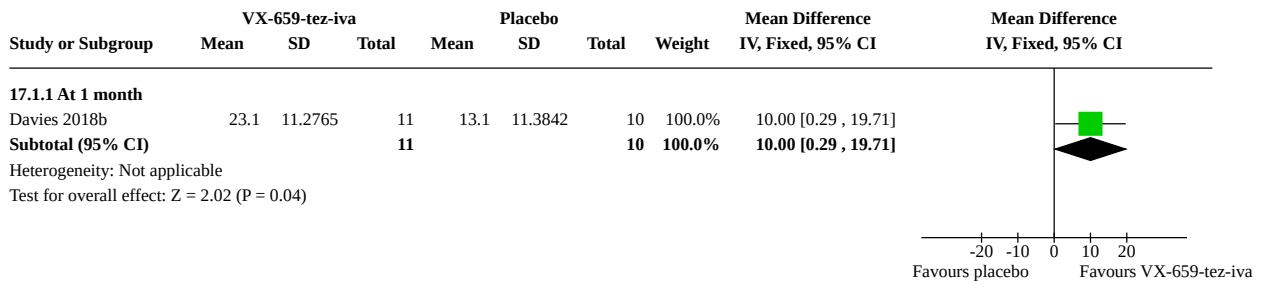 VX-659-tez-iva Placebo Mean Difference Mean Difference
Study or Subgroup Mean SD Total Mean SD Total Weight IV, Fixed, 95% CI IV, Fixed, 95% CI
17.1.1 At 1 month
Davies 2018b 23.1 11.2765 11 13.1 11.3842 10 100.0% 10.00 [0.29 , 19.71]
Subtotal (95% CI) 11 10 100.0% 10.00 [0.29 , 19.71]
Heterogeneity: Not applicable
Test for overall effect: Z = 2.02 (P = 0.04)
-20 -10 0 10 20
Favours placebo Favours VX-659-tez-iva